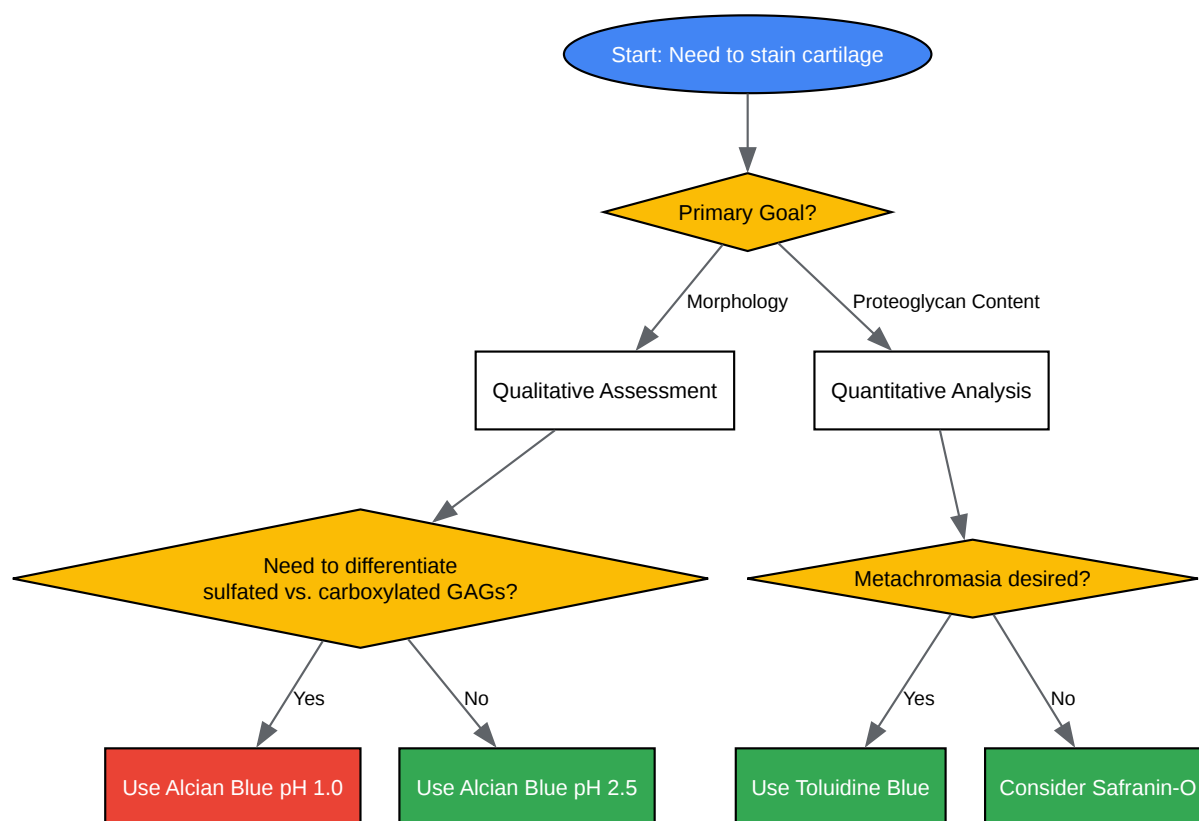 Start: Need to stain cartilage
Primary Goal?
Morphology
Proteoglycan Content
Qualitative Assessment
Quantitative Analysis
Need to differentiate
sulfated vs. carboxylated GAGs?
Metachromasia desired?
Yes
No
Yes
No
Use Alcian Blue pH 1.0
Use Alcian Blue pH 2.5
Use Toluidine Blue
Consider Safranin-O